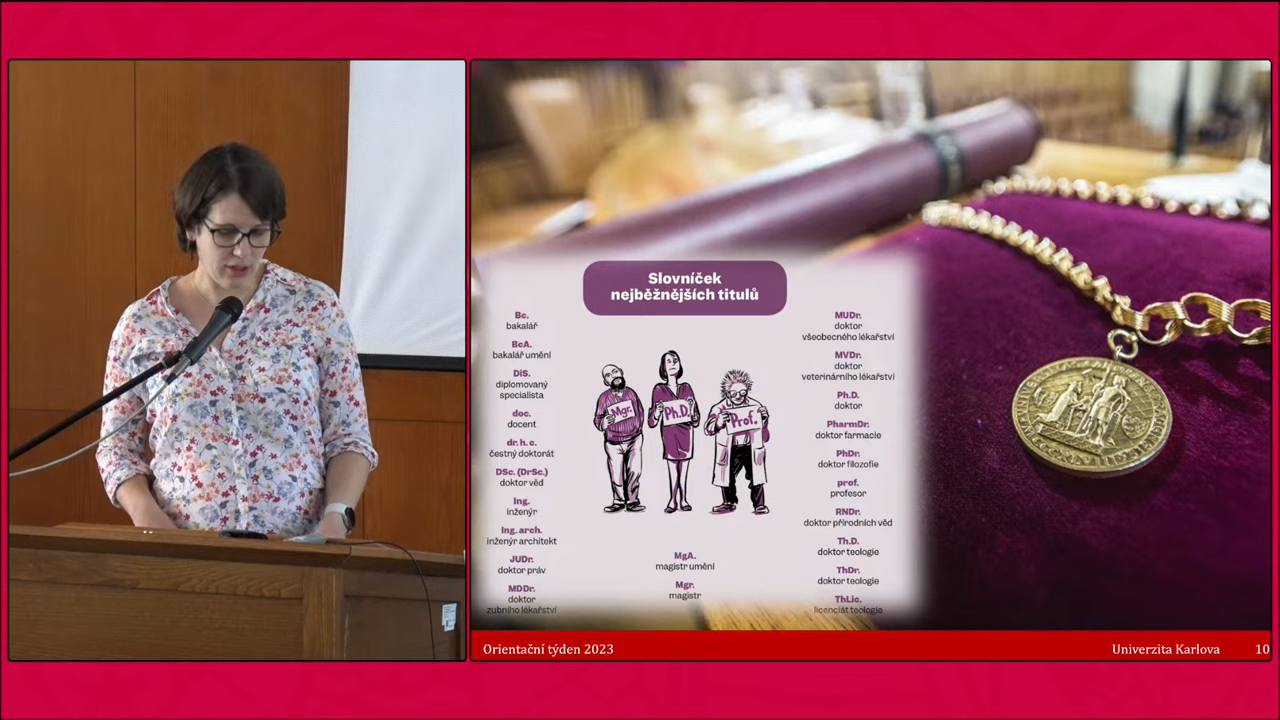 Slovníček
nejběžnějších titulů
Bc.
bakalář
BcA.
bakalář umění
DiS.
diplomovaný
specialista
doc.
docent
dr. h. c.
čestný doktorát
DSc. (DrSc.)
doktor věd
Ing.
inženýr
Ing. arch.
inženýr architekt
JUDr.
doktor práv
MDDr.
doktor
zubního lékařství
Mgr.
Ph.D.
Prof.
MgA.
magistr umění
Mgr.
magistr
MUDr.
doktor
všeobecného lékařství
MVDr.
doktor
veterinárního lékařství
Ph.D.
doktor
PharmDr.
doktor farmacie
PhDr.
doktor filozofie
prof.
profesor
RNDr.
doktor přírodních věd
Th.D.
doktor teologie
ThDr.
doktor teologie
ThLic.
licenciát teologie
Orientační týden 2023
Univerzita Karlova
10